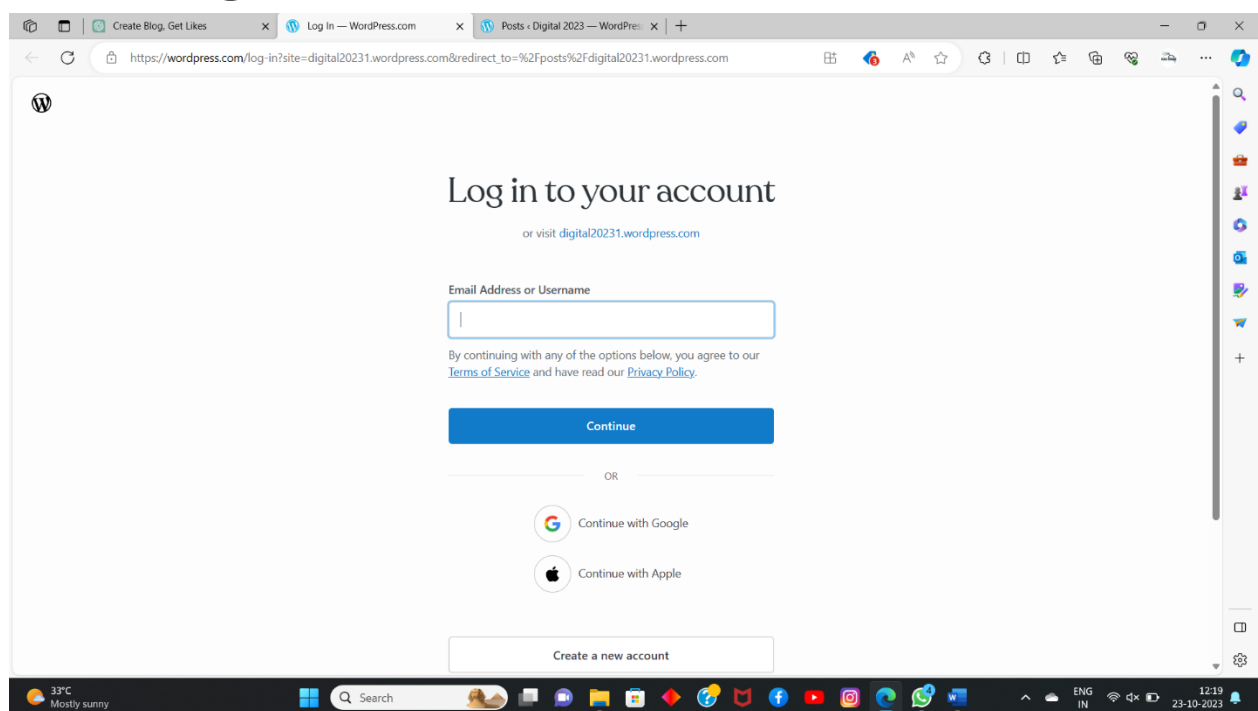 Create Blog, Get Likes
Log In — WordPress.com
Posts ‹ Digital 2023 — WordPres
https://wordpress.com/log-in?site=digital20231.wordpress.com&redirect_to=%2Fposts%2Fdigital20231.wordpress.com
Log in to your account
or visit digital20231.wordpress.com
Email Address or Username
By continuing with any of the options below, you agree to our
Terms of Service and have read our Privacy Policy.
Continue
OR
Continue with Google
Continue with Apple
Create a new account
33°C
Mostly sunny
Search
ENG
IN
12:19
23-10-2023